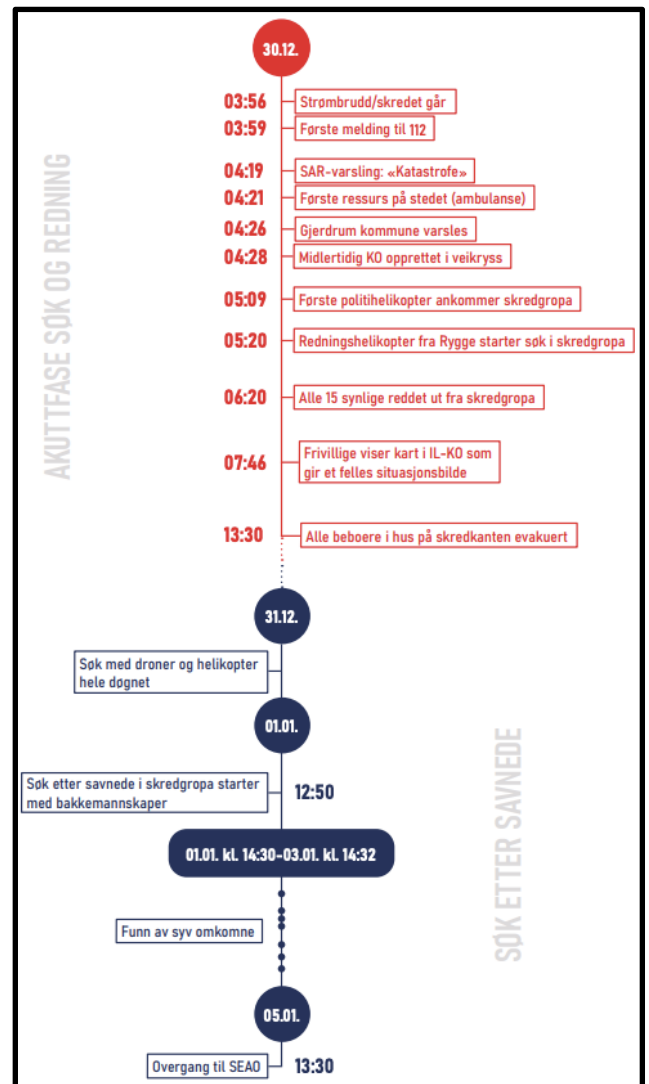 30.12.
03:56 Strømbrudd/skredet går
03:59 Første melding til 112
04:19 SAR-varsling: «Katastrofe»
04:21 Første ressurs på stedet (ambulanse)
04:26 Gjerdrum kommune varsles
04:28 Midlertidig KO opprettet i veikryss
05:09 Første politihelikopter ankommer skredgropa
05:20 Redningshelikopter fra Rygge starter søk i skredgropa
06:20 Alle 15 synlige reddet ut fra skredgropa
07:46 Frivillige viser kart i IL-KO som
gir et felles situasjonsbilde
13:30 Alle beboere i hus på skredkanten evakuert
AKUTTFASE SØK OG REDNING
31.12.
Søk med droner og helikopter
hele døgnet
01.01.
Søk etter savnede i skredgropa starter
med bakkemannskaper
12:50
01.01. kl. 14:30-03.01. kl. 14:32
Funn av syv omkomne
05.01.
Overgang til SEAO 13:30
SØK ETTER SAVNEDE